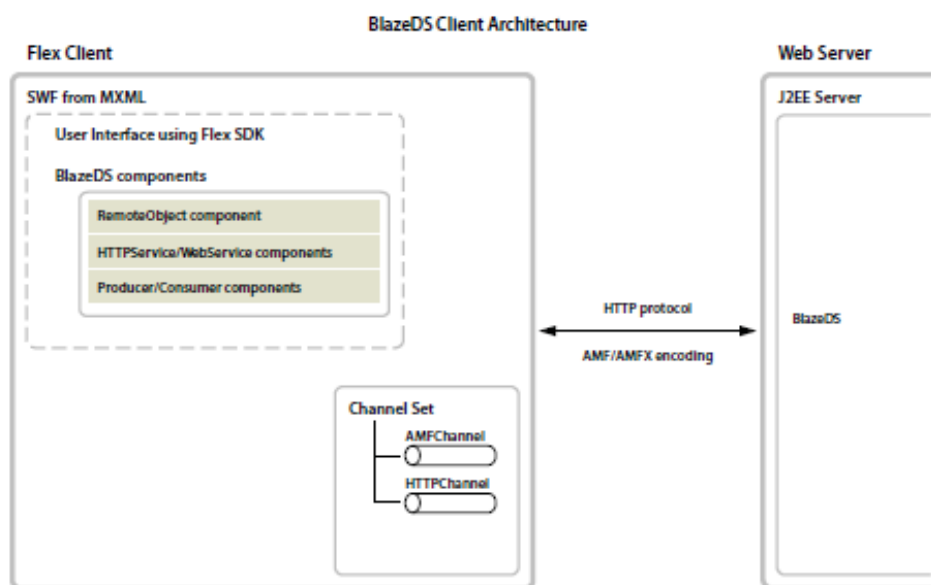 BlazeDS Client Architecture
Flex Client
Web Server
SWF from MXML
J2EE Server
User Interface using Flex SDK
BlazeDS components
RemoteObject component
HTTPService/WebService components
Producer/Consumer components
HTTP protocol
BlazeDS
AMF/AMFX encoding
Channel Set
AMFChannel
HTTPChannel